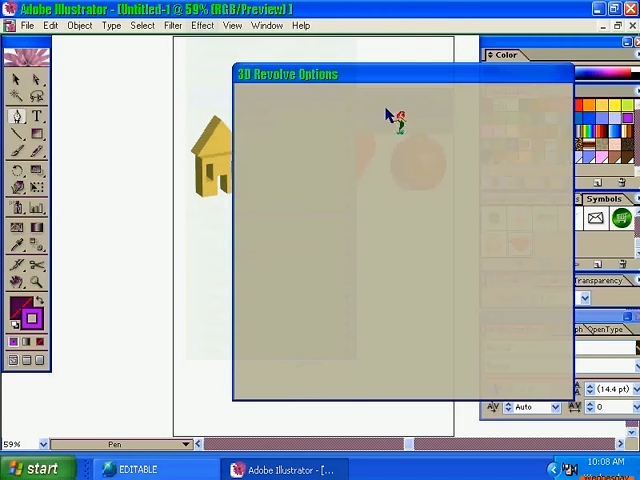 Adobe Illustrator - [Untitled-1 @ 59% (RGB/Preview) ]
File Edit Object Type Select Filter Effect View Window Help
Color
3D Revolve Options
Symbols
Transparency
OpenType
(14.4 pt)
Auto
0
59%
Pen
start
EDITABLE
Adobe Illustrator - [...
10:08 AM
Wednesday